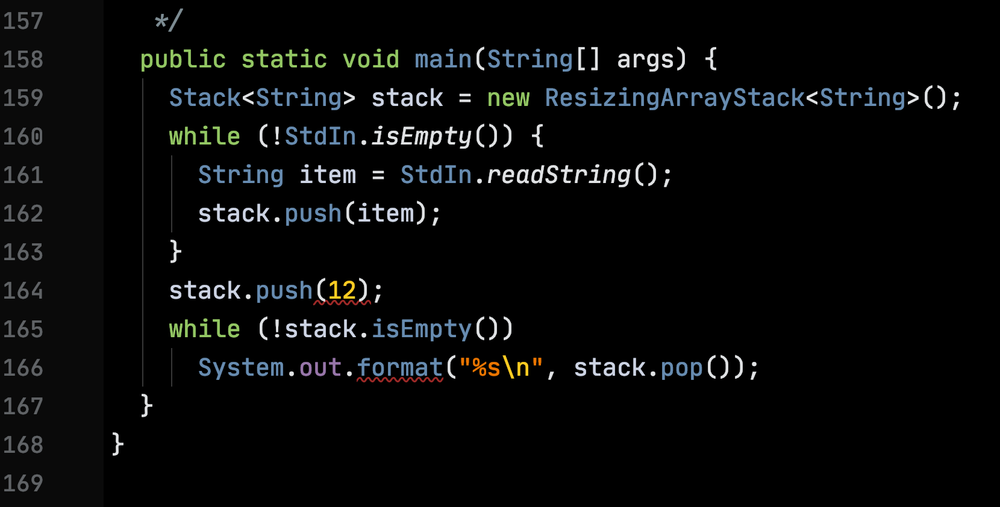 157 */
158 public static void main(String[] args) {
159 Stack<String> stack = new ResizingArrayStack<String>();
160 while (!StdIn.isEmpty()) {
161 String item = StdIn.readString();
162 stack.push(item);
163 }
164 stack.push(12);
165 while (!stack.isEmpty())
166 System.out.format("%s\n", stack.pop());
167 }
168 }
169